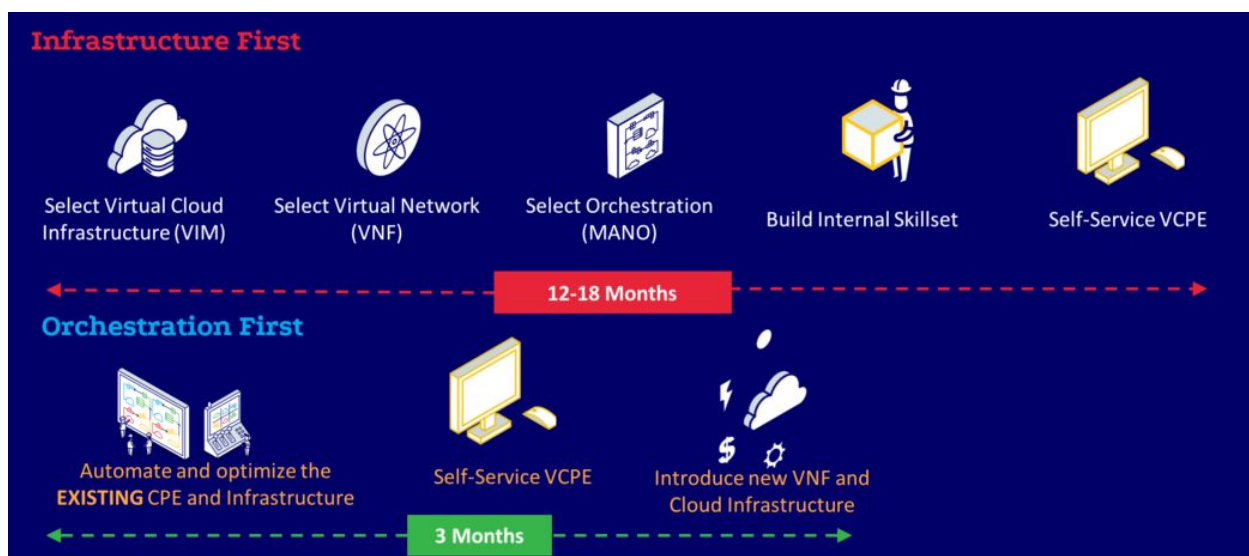 Infrastructure First
Select Virtual Cloud
Infrastructure (VIM)
Select Virtual Network
(VNF)
Select Orchestration
(MANO)
Build Internal Skillset
Self-Service VCPE
12-18 Months
Orchestration First
Automate and optimize the
EXISTING CPE and Infrastructure
Self-Service VCPE
$
Introduce new VNF and
Cloud Infrastructure
3 Months